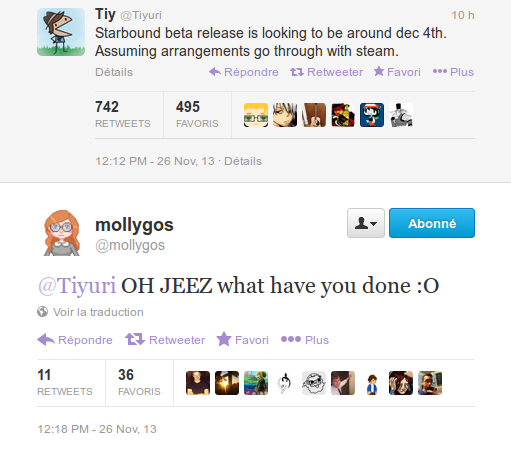 Tiy @Tiyuri 10 h
Starbound beta release is looking to be around dec 4th.
Assuming arrangements go through with steam.
Détails Répondre Retweeter Favori Plus
742 495
RETWEETS FAVORIS
12:12 PM - 26 Nov, 13 · Détails
mollygos
@mollygos
Abonné
@Tiyuri OH JEEZ what have you done :O
Voir la traduction
Répondre Retweeter Favori Plus
11 36
RETWEETS FAVORIS
12:18 PM - 26 Nov, 13